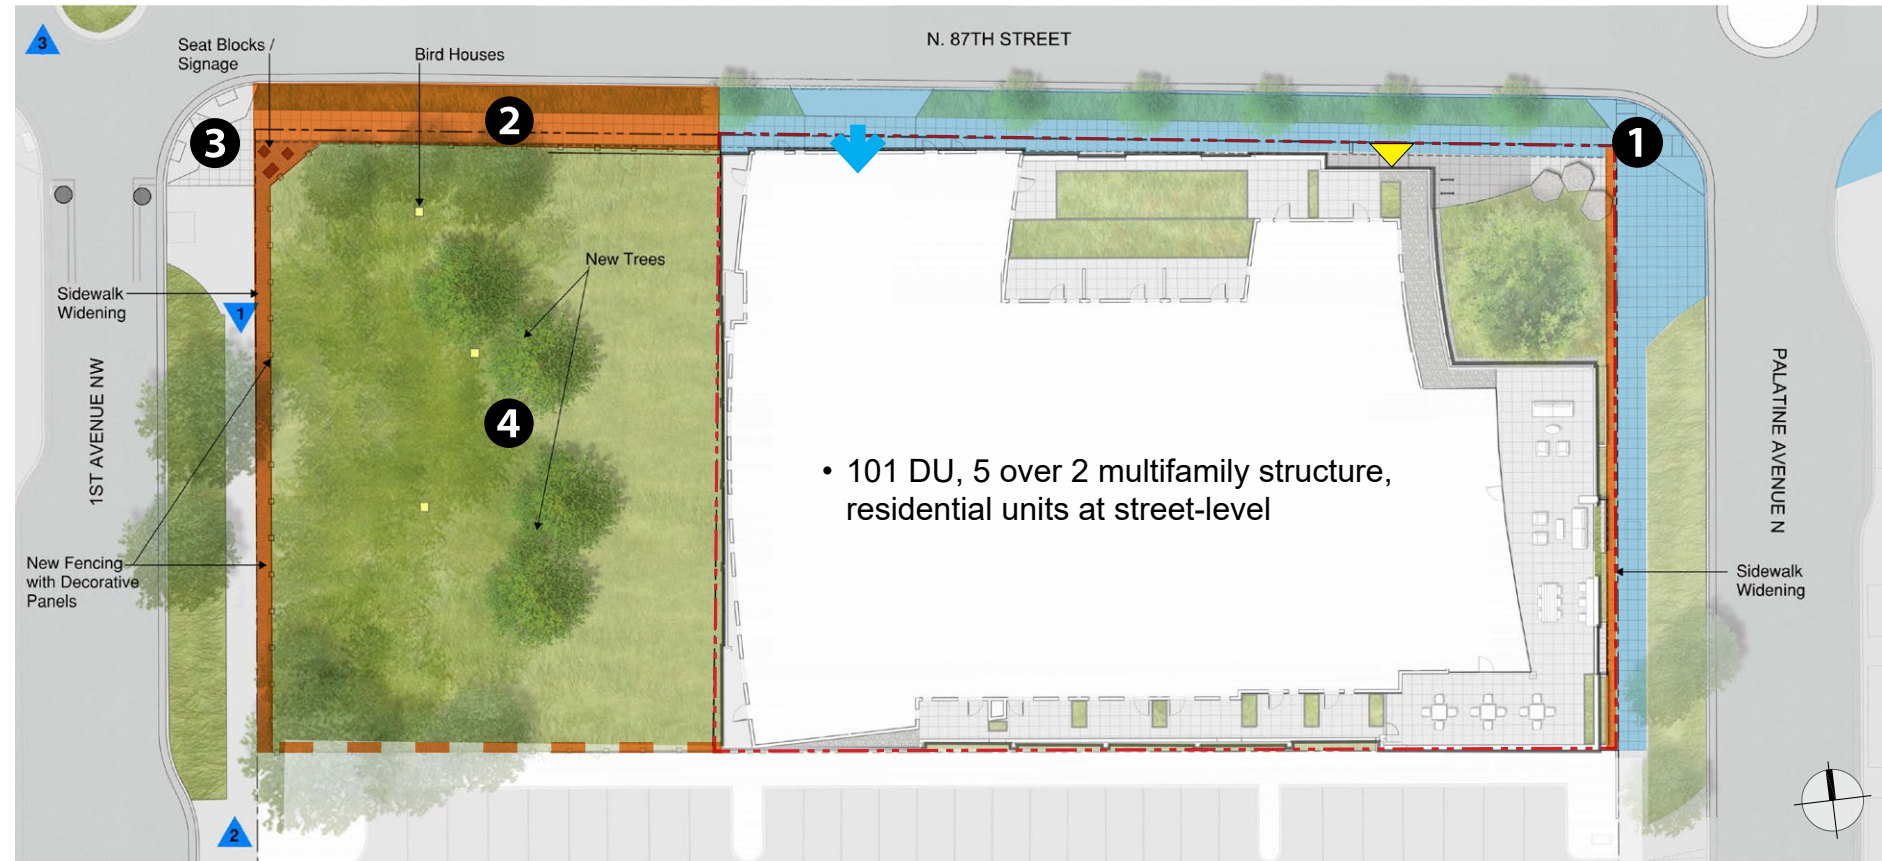 3
N. 87TH STREET
Seat Blocks /
Signage
Bird Houses
2
3
1
New Trees
Sidewalk
Widening
1
1ST AVENUE NW
PALATINE AVENUE N
4
• 101 DU, 5 over 2 multifamily structure,
residential units at street-level
New Fencing
with Decorative
Panels
Sidewalk
Widening
2